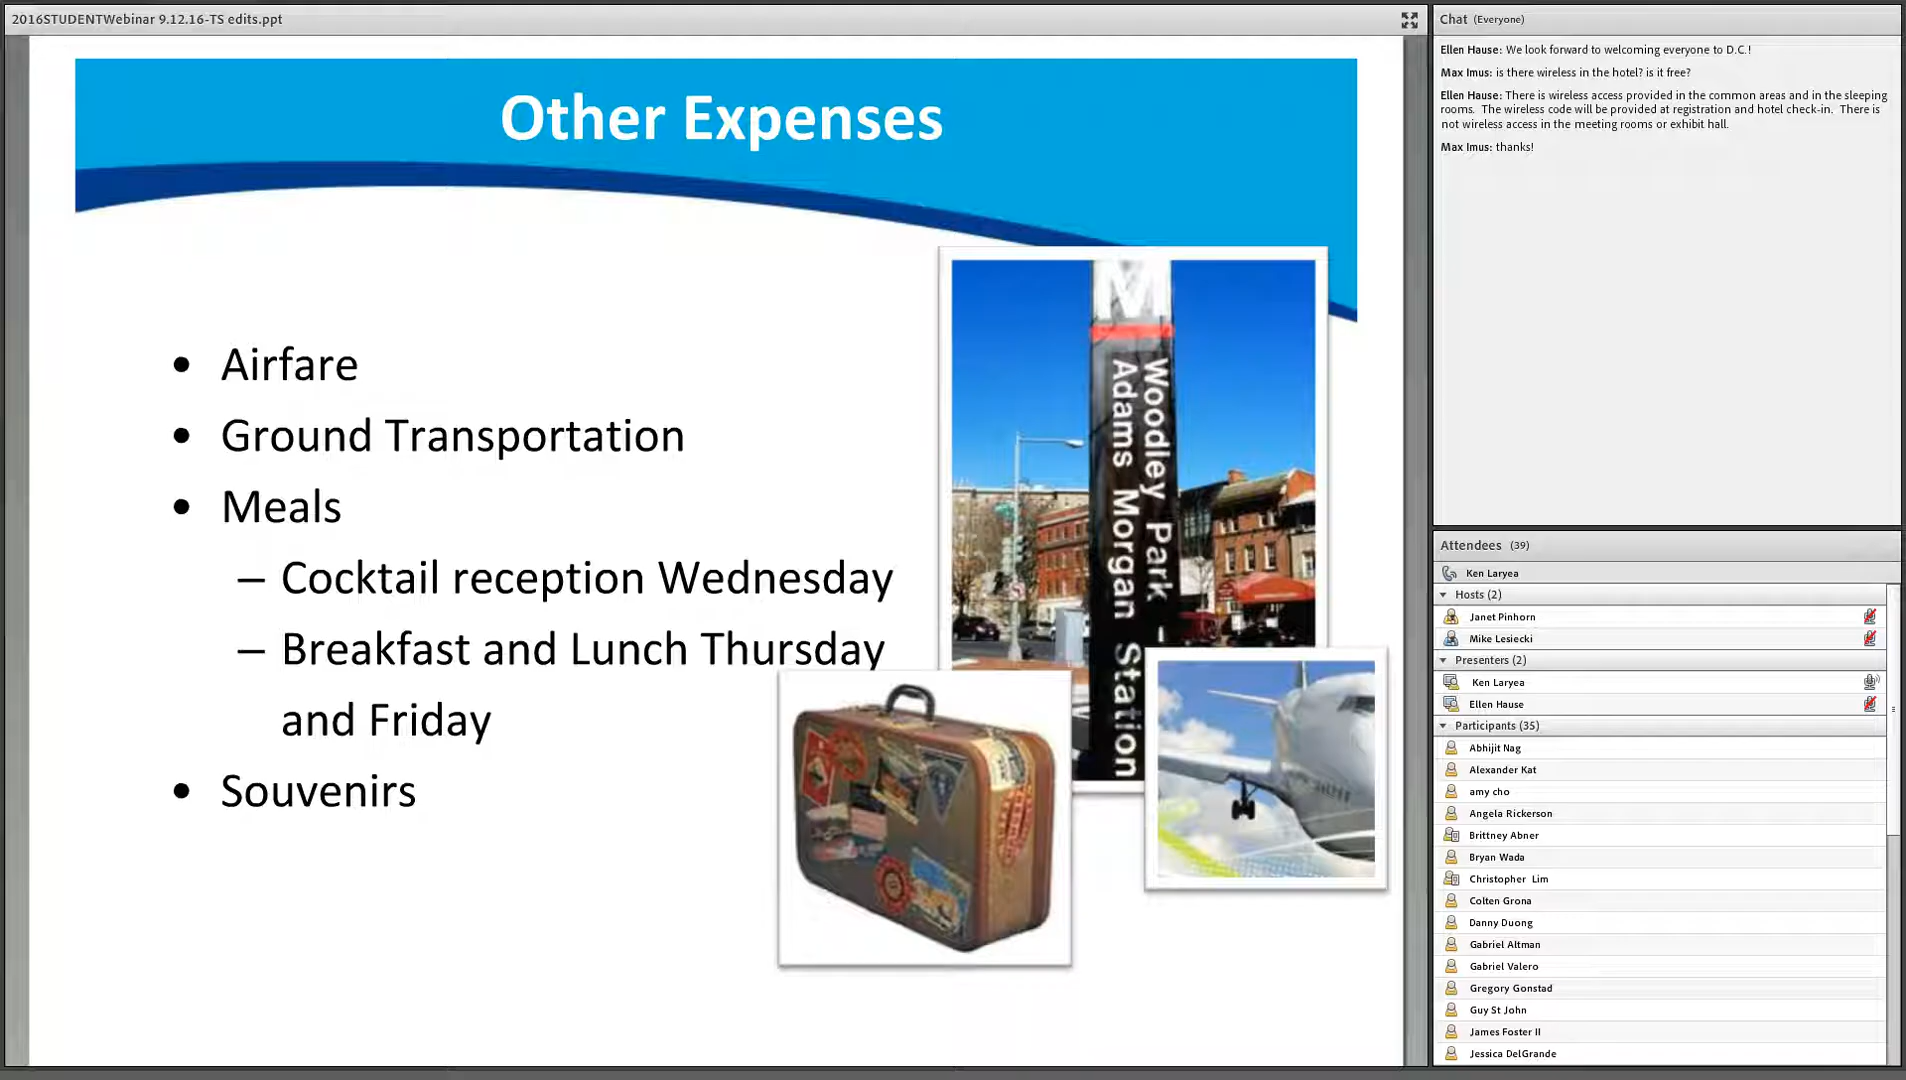 2016STUDENTWebinar 9.12.16-TS edits.ppt
Other Expenses
• Airfare
• Ground Transportation
• Meals
– Cocktail reception Wednesday
– Breakfast and Lunch Thursday
and Friday
• Souvenirs
M
Woodley Park –
Adams Morgan Station
Chat (Everyone)
Ellen Hause: We look forward to welcoming everyone to D.C.!
Max Imus: is there wireless in the hotel? is it free?
Ellen Hause: There is wireless access provided in the common areas and in the sleeping
rooms. The wireless code will be provided at registration and hotel check-in. There is
not wireless access in the meeting rooms or exhibit hall.
Max Imus: thanks!
Attendees (39)
Ken Laryea
Hosts (2)
Janet Pinhorn
Mike Lesiecki
Presenters (2)
Ken Laryea
Ellen Hause
Participants (35)
Abhijit Nag
Alexander Kat
amy cho
Angela Rickerson
Brittney Abner
Bryan Wada
Christopher Lim
Colten Grona
Danny Duong
Gabriel Altman
Gabriel Valero
Gregory Gonstad
Guy St John
James Foster II
Jessica DelGrande